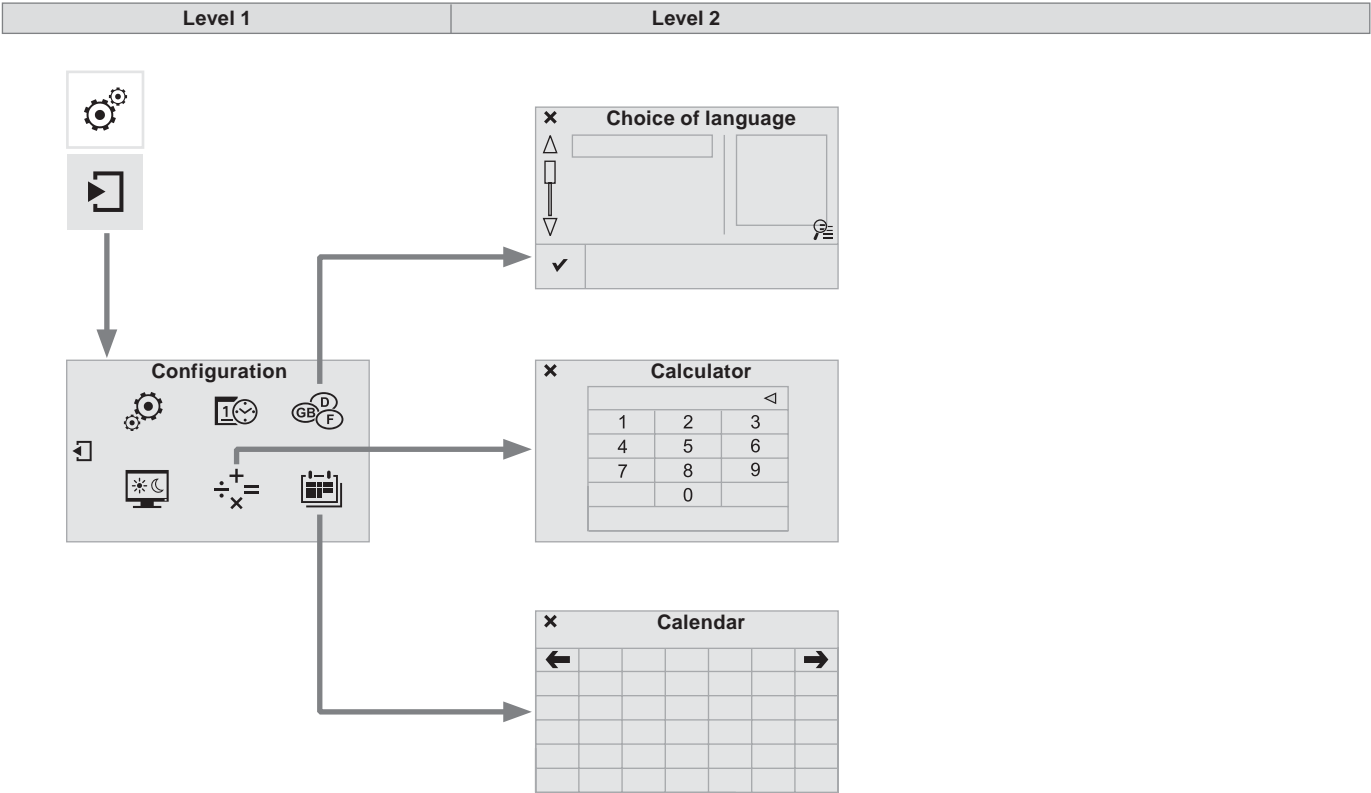 Level 1 Level 2
Choice of language
Configuration
1 GB D F
Calculator
1 2 3
4 5 6
7 8 9
0
Calendar